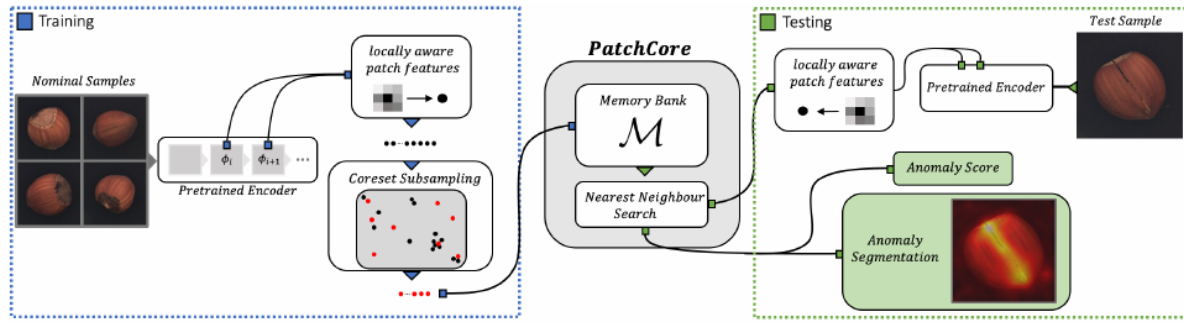 Training
Nominal Samples
ϕi
ϕi+1
...
Pretrained Encoder
locally aware
patch features
Coreset Subsampling
PatchCore
Memory Bank
ℳ
Nearest Neighbour
Search
Testing
locally aware
patch features
Pretrained Encoder
Test Sample
Anomaly Score
Anomaly
Segmentation